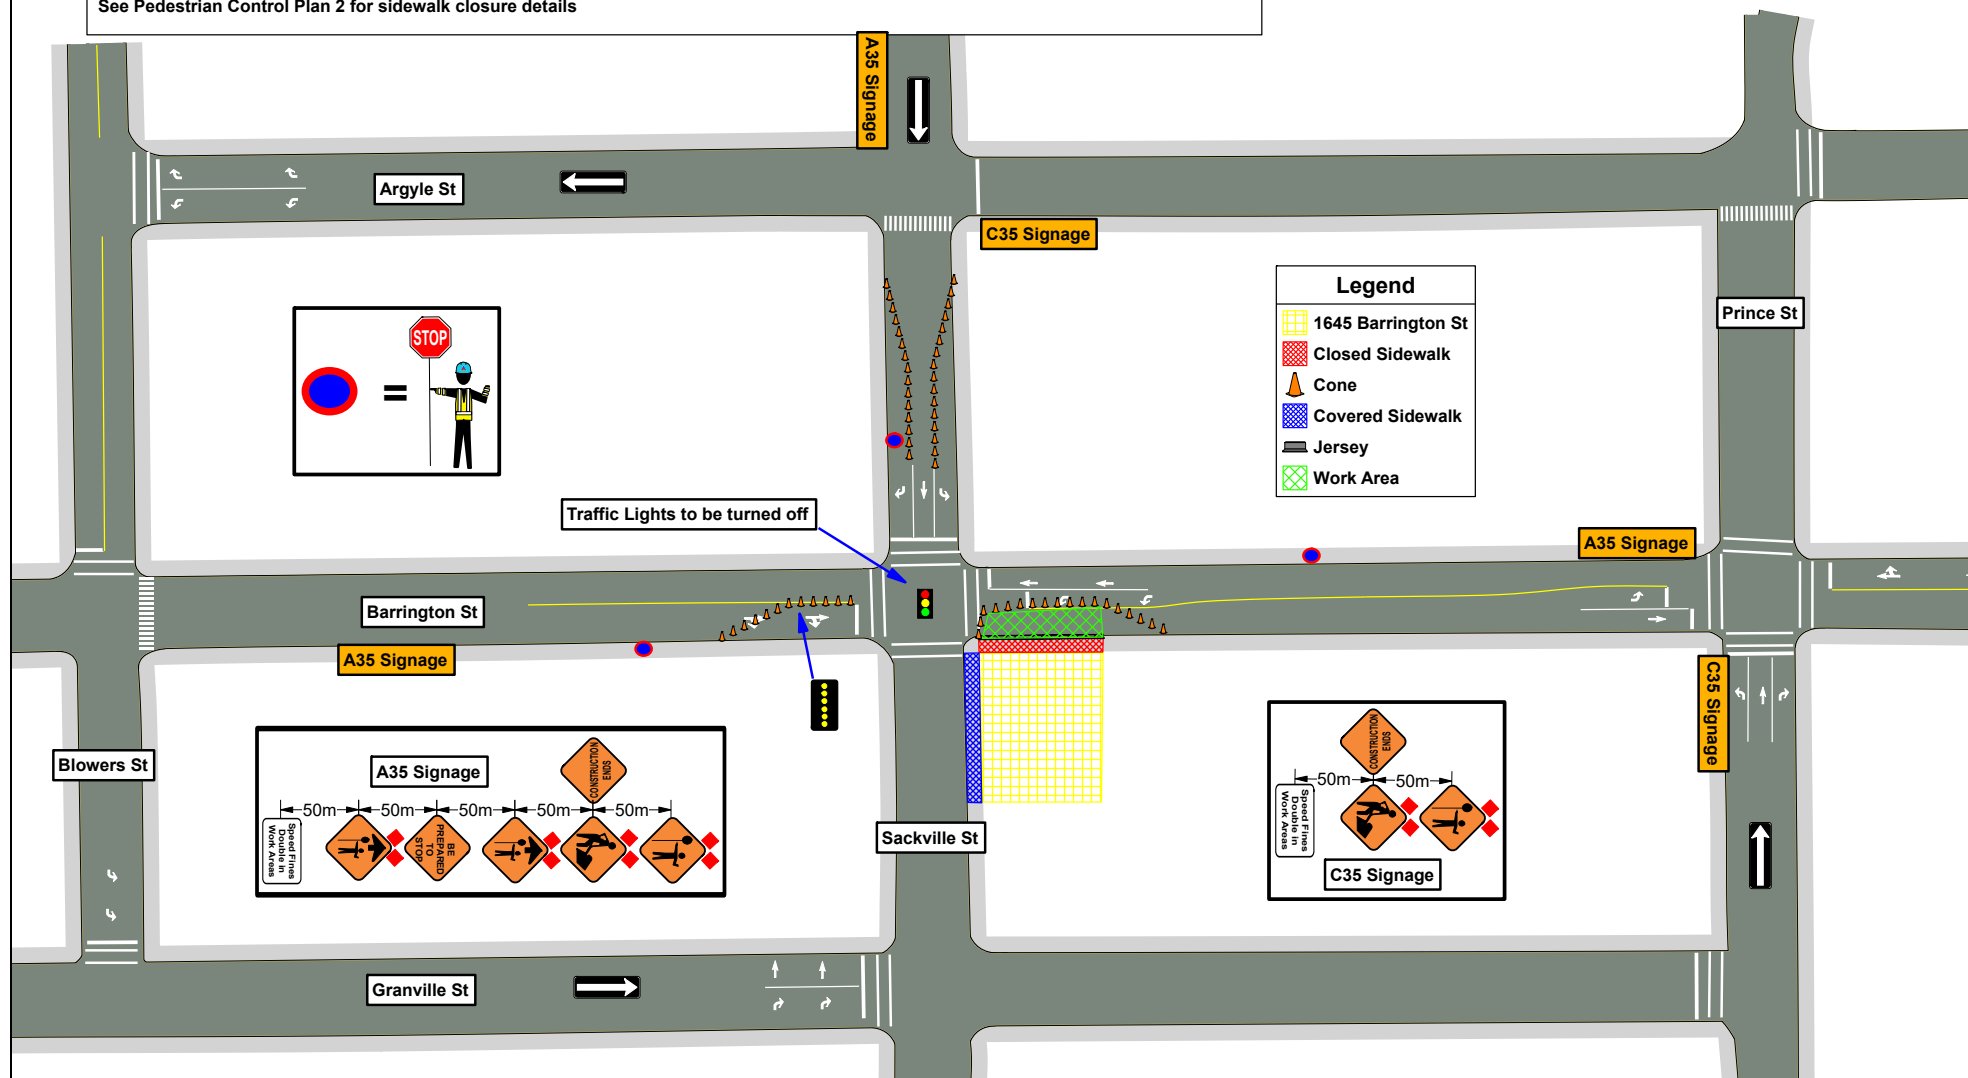 See Pedestrian Control Plan 2 for sidewalk closure details
A35 Signage
Argyle St
C35 Signage
Legend
1645 Barrington St
Closed Sidewalk
Cone
Covered Sidewalk
Jersey
Work Area
Prince St
STOP
=
Traffic Lights to be turned off
A35 Signage
Barrington St
A35 Signage
C35 Signage
Blowers St
A35 Signage
CONSTRUCTION
ENDS
50m
50m
50m
50m
50m
Speed Fines
Double in
Work Areas
BE
PREPARED
TO
STOP
Sackville St
CONSTRUCTION
ENDS
50m
50m
Speed Fines
Double in
Work Areas
C35 Signage
Granville St